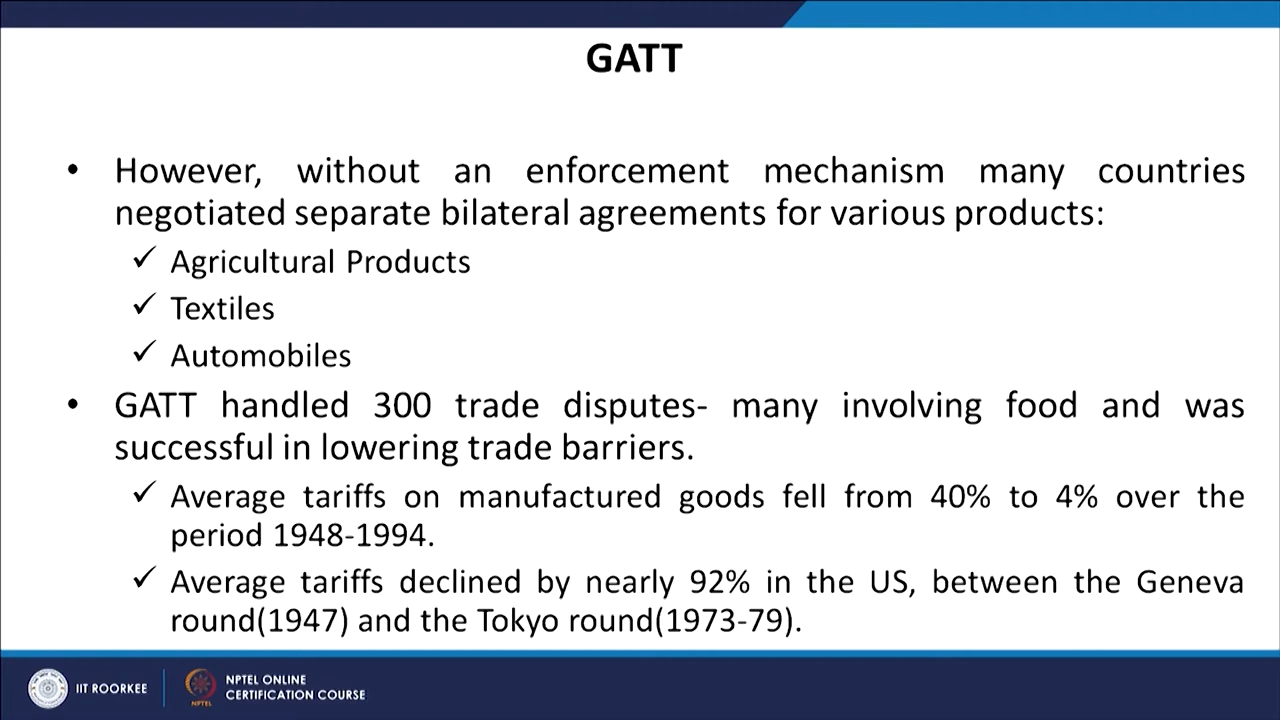 GATT
• However, without an enforcement mechanism many countries
negotiated separate bilateral agreements for various products:
✓ Agricultural Products
✓ Textiles
✓ Automobiles
• GATT handled 300 trade disputes- many involving food and was
successful in lowering trade barriers.
✓ Average tariffs on manufactured goods fell from 40% to 4% over the
period 1948-1994.
✓ Average tariffs declined by nearly 92% in the US, between the Geneva
round(1947) and the Tokyo round(1973-79).
IIT ROORKEE
NPTEL
NPTEL ONLINE
CERTIFICATION COURSE